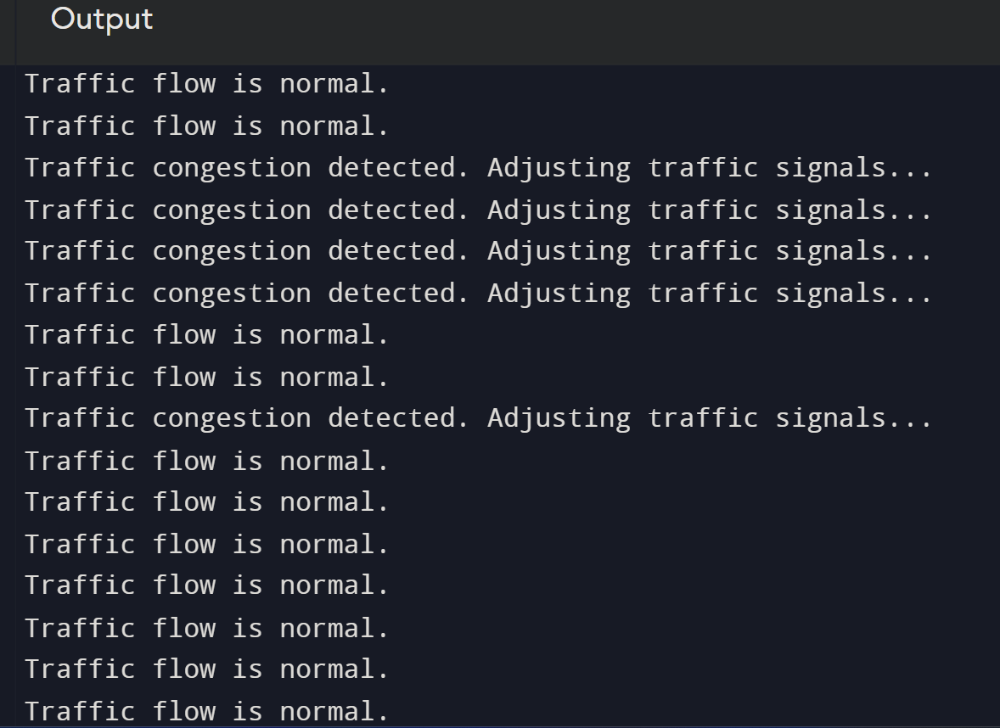 Output
Traffic flow is normal.
Traffic flow is normal.
Traffic congestion detected. Adjusting traffic signals...
Traffic congestion detected. Adjusting traffic signals...
Traffic congestion detected. Adjusting traffic signals...
Traffic congestion detected. Adjusting traffic signals...
Traffic flow is normal.
Traffic flow is normal.
Traffic congestion detected. Adjusting traffic signals...
Traffic flow is normal.
Traffic flow is normal.
Traffic flow is normal.
Traffic flow is normal.
Traffic flow is normal.
Traffic flow is normal.
Traffic flow is normal.